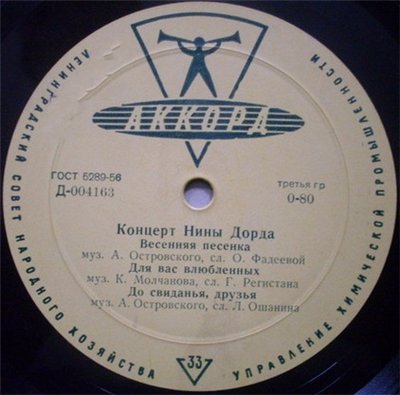 ЛЕНИНГРАДСКИЙ СОВЕТ НАРОДНОГО ХОЗЯЙСТВА
УПРАВЛЕНИЕ ХИМИЧЕСКОЙ ПРОМЫШЛЕННОСТИ
АККОРД
ГОСТ 5289-56
Д-004163
третья гр
0-80
Концерт Нины Дорда
Весенняя песенка
муз. А. Островского, сл. О. Фадеевой
Для вас влюбленных
муз. К. Молчанова, сл. Г. Регистана
До свиданья, друзья
муз. А. Островского, сл. Л. Ошанина
33